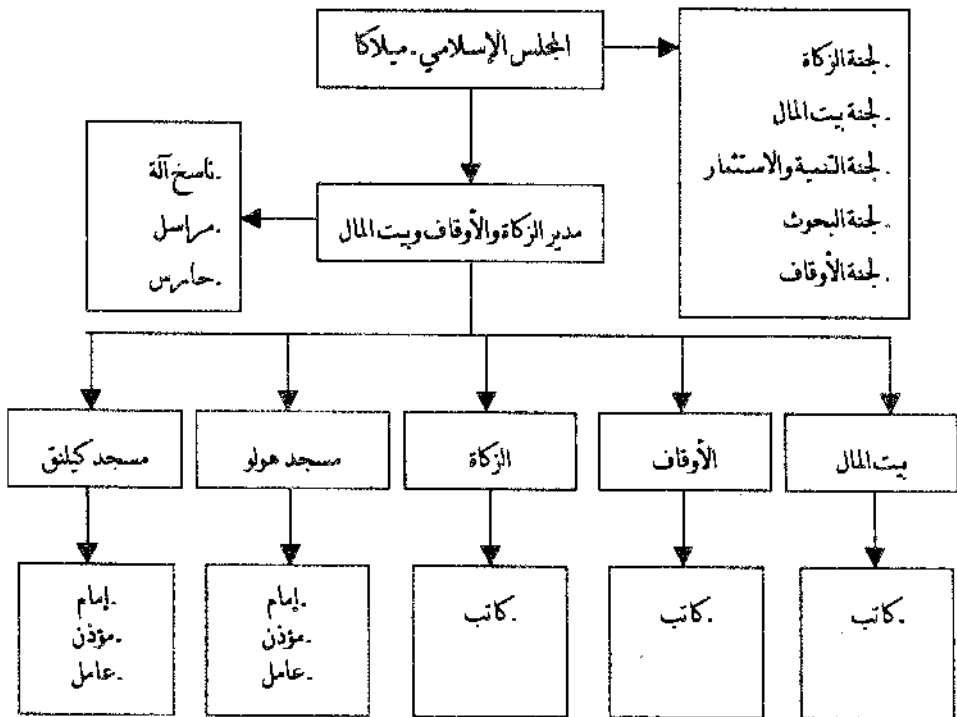 المجلس الإسلامي - ميلاكا
. لجنة الزكاة
. لجنة بيت المال
. لجنة التنمية والاستثمار
. لجنة البحوث
. لجنة الأوقاف
مدير الزكاة والأوقاف وبيت المال
. ناسخ آلة
. مراسل
. حارس
بيت المال
الأوقاف
الزكاة
مسجد هولو
مسجد كيلنق
. كاتب
. كاتب
. كاتب
. إمام
. مؤذن
. عامل
. إمام
. مؤذن
. عامل